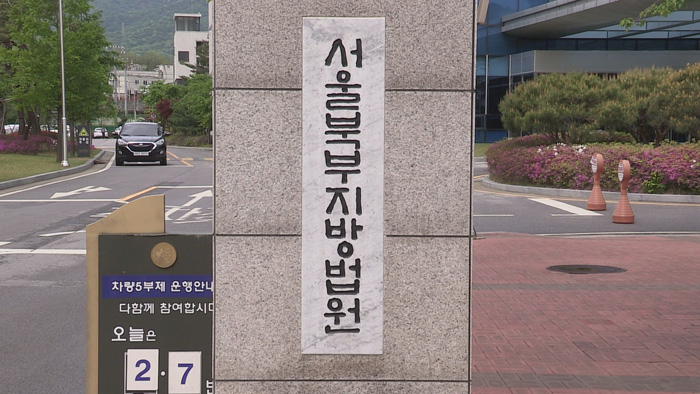 서울북부지방법원
차량5부제 운행안내
다함께 참여합시다
오늘은
2·7